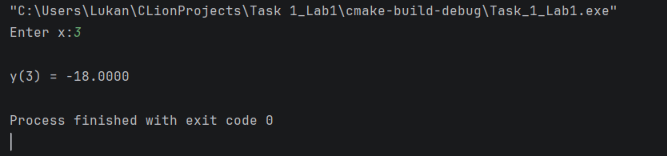 "C:\Users\Lukan\CLionProjects\Task 1_Lab1\cmake-build-debug\Task_1_Lab1.exe"
Enter x:3
y(3) = -18.0000
Process finished with exit code 0